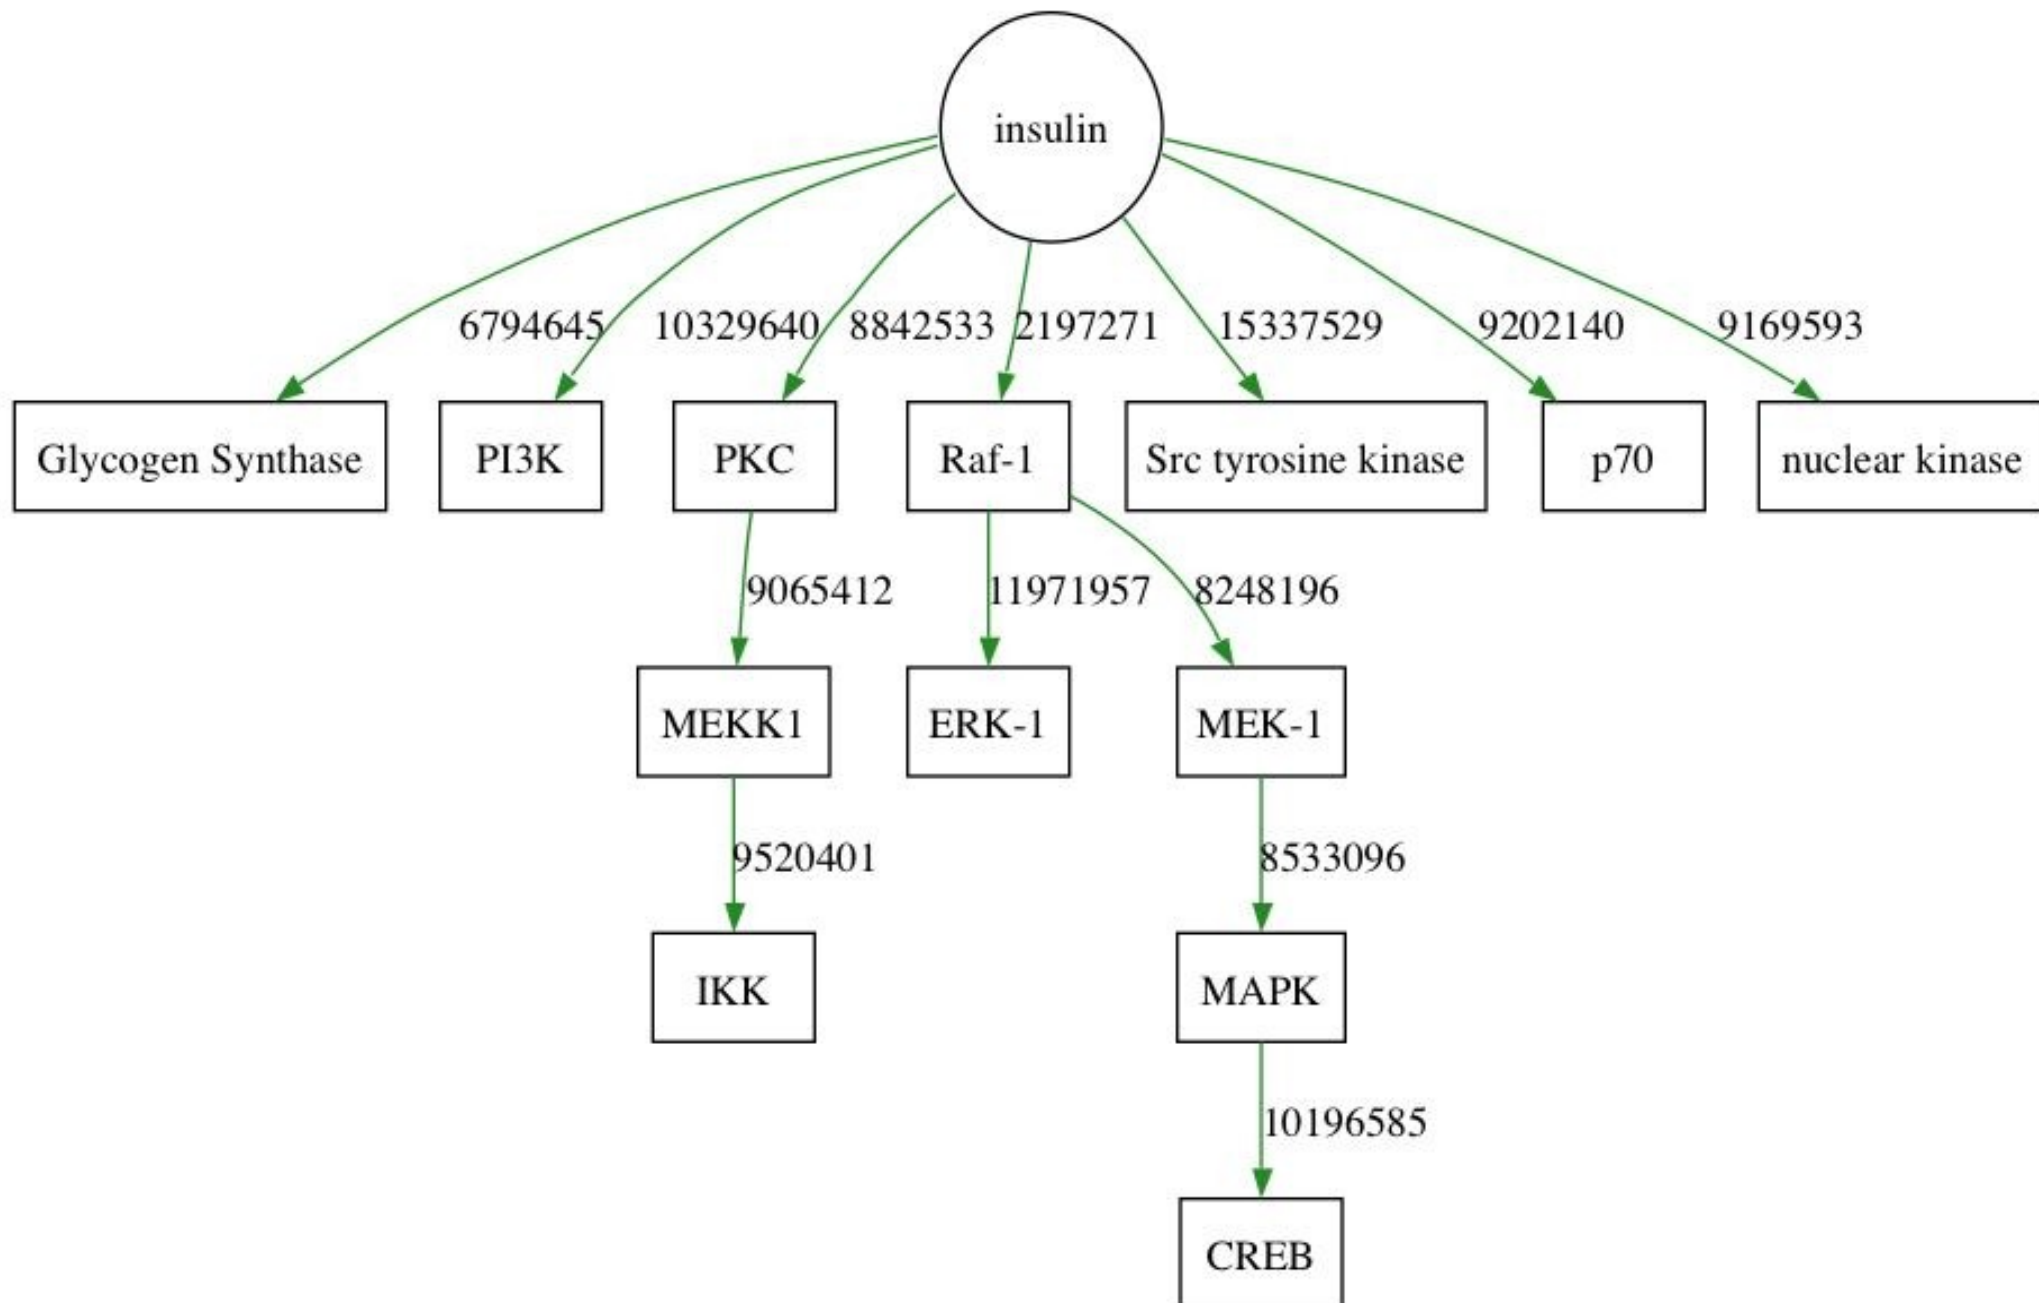 insulin
6794645
10329640
8842533
2197271
15337529
9202140
9169593
Glycogen Synthase
PI3K
PKC
Raf-1
Src tyrosine kinase
p70
nuclear kinase
9065412
11971957
8248196
MEKK1
ERK-1
MEK-1
9520401
8533096
IKK
MAPK
10196585
CREB